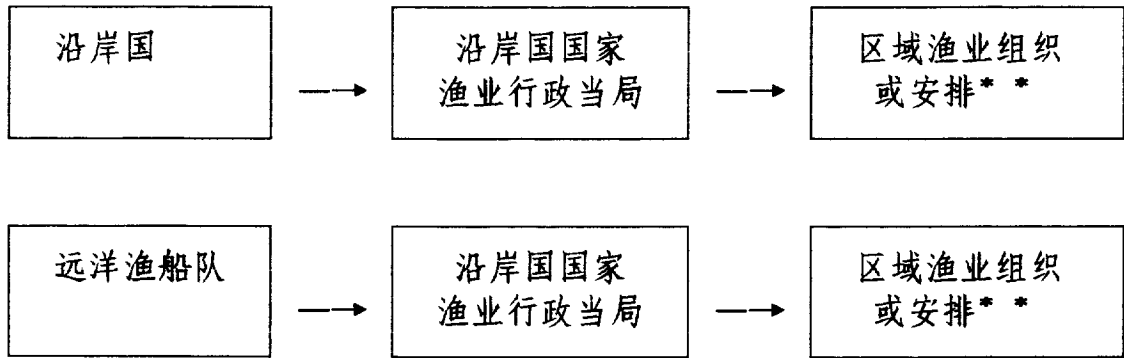 沿岸国
沿岸国国家
渔业行政当局
区域渔业组织
或安排* *
远洋渔船队
沿岸国国家
渔业行政当局
区域渔业组织
或安排* *